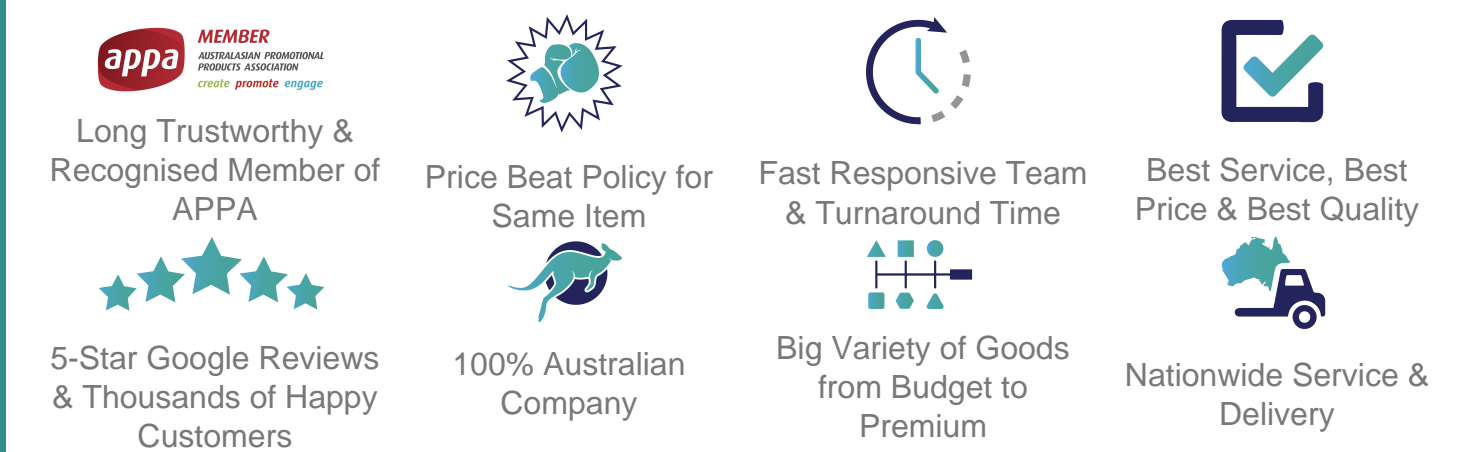 appa
MEMBER
AUSTRALASIAN PROMOTIONAL
PRODUCTS ASSOCIATION
create promote engage
Long Trustworthy &
Recognised Member of
APPA
Price Beat Policy for
Same Item
Fast Responsive Team
& Turnaround Time
Best Service, Best
Price & Best Quality
5-Star Google Reviews
& Thousands of Happy
Customers
100% Australian
Company
Big Variety of Goods
from Budget to
Premium
Nationwide Service &
Delivery